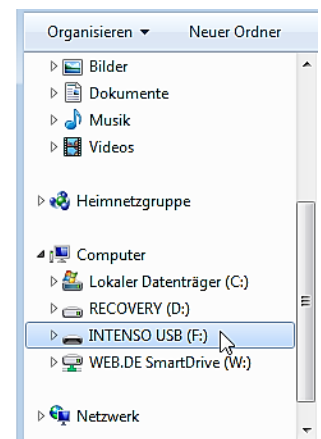 Organisieren Neuer Ordner
Bilder
Dokumente
Musik
Videos
Heimnetzgruppe
Computer
Lokaler Datenträger (C:)
RECOVERY (D:)
INTENSO USB (F:)
WEB.DE SmartDrive (W:)
Netzwerk